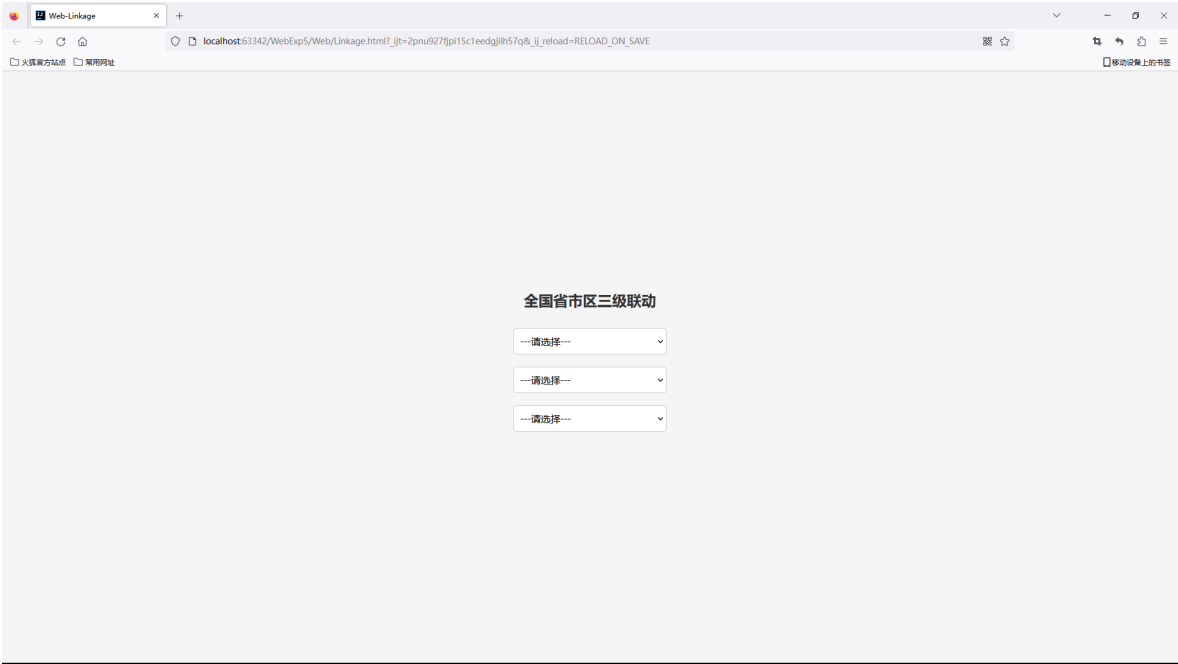 Web-Linkage
localhost:63342/WebExp5/Web/Linkage.html?_ijt=2pnu927fjpi15c1eedgjilh57q&_ij_reload=RELOAD_ON_SAVE
火狐官方站点 常用网址 移动设备上的书签
全国省市区三级联动
---请选择---
---请选择---
---请选择---